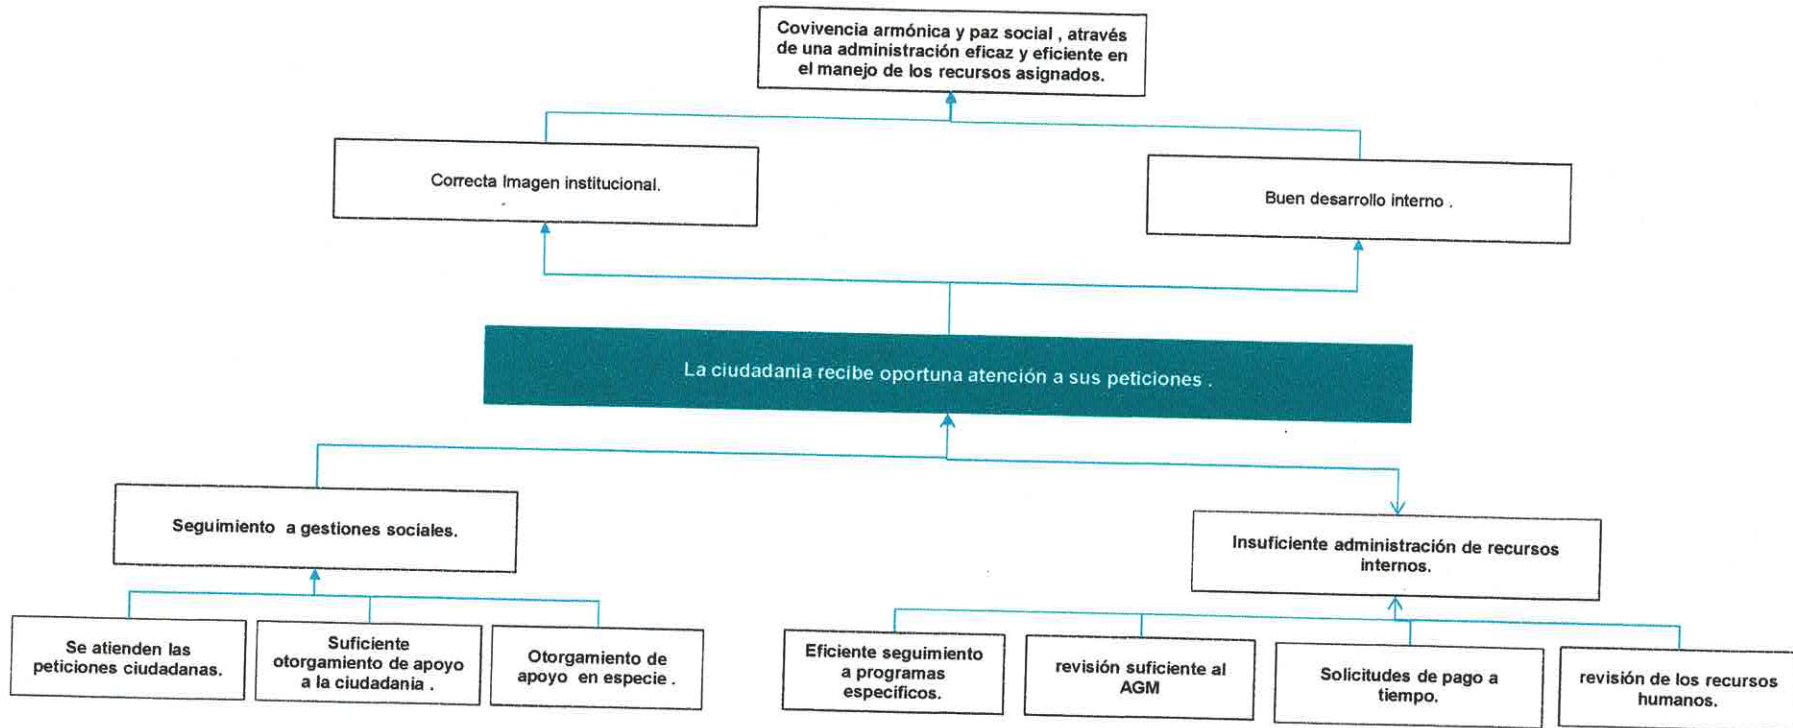 Covivencia armónica y paz social , através
de una administración eficaz y eficiente en
el manejo de los recursos asignados.
Correcta Imagen institucional.
Buen desarrollo interno .
La ciudadania recibe oportuna atención a sus peticiones .
Seguimiento a gestiones sociales.
Insuficiente administración de recursos
internos.
Se atienden las
peticiones ciudadanas.
Suficiente
otorgamiento de apoyo
a la ciudadania .
Otorgamiento de
apoyo en especie .
Eficiente seguimiento
a programas
especificos.
revisión suficiente al
AGM
Solicitudes de pago a
tiempo.
revisión de los recursos
humanos.